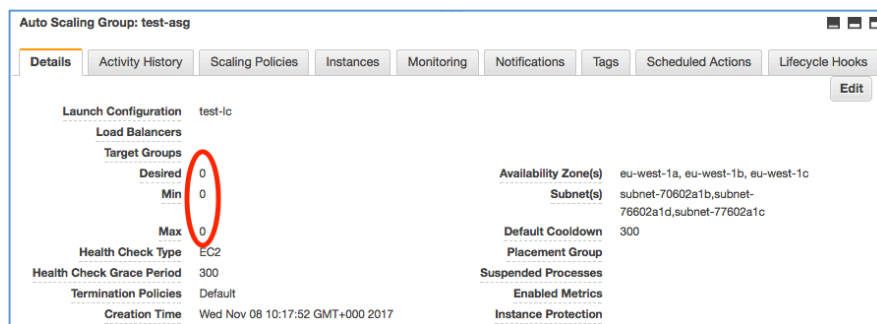 Auto Scaling Group: test-asg
Details Activity History Scaling Policies Instances Monitoring Notifications Tags Scheduled Actions Lifecycle Hooks
Edit
Launch Configuration test-lc
Load Balancers
Target Groups
Desired 0 Availability Zone(s) eu-west-1a, eu-west-1b, eu-west-1c
Min 0 Subnet(s) subnet-70602a1b,subnet-
76602a1d,subnet-77602a1c
Max 0 Default Cooldown 300
Health Check Type EC2 Placement Group
Health Check Grace Period 300 Suspended Processes
Termination Policies Default Enabled Metrics
Creation Time Wed Nov 08 10:17:52 GMT+000 2017 Instance Protection